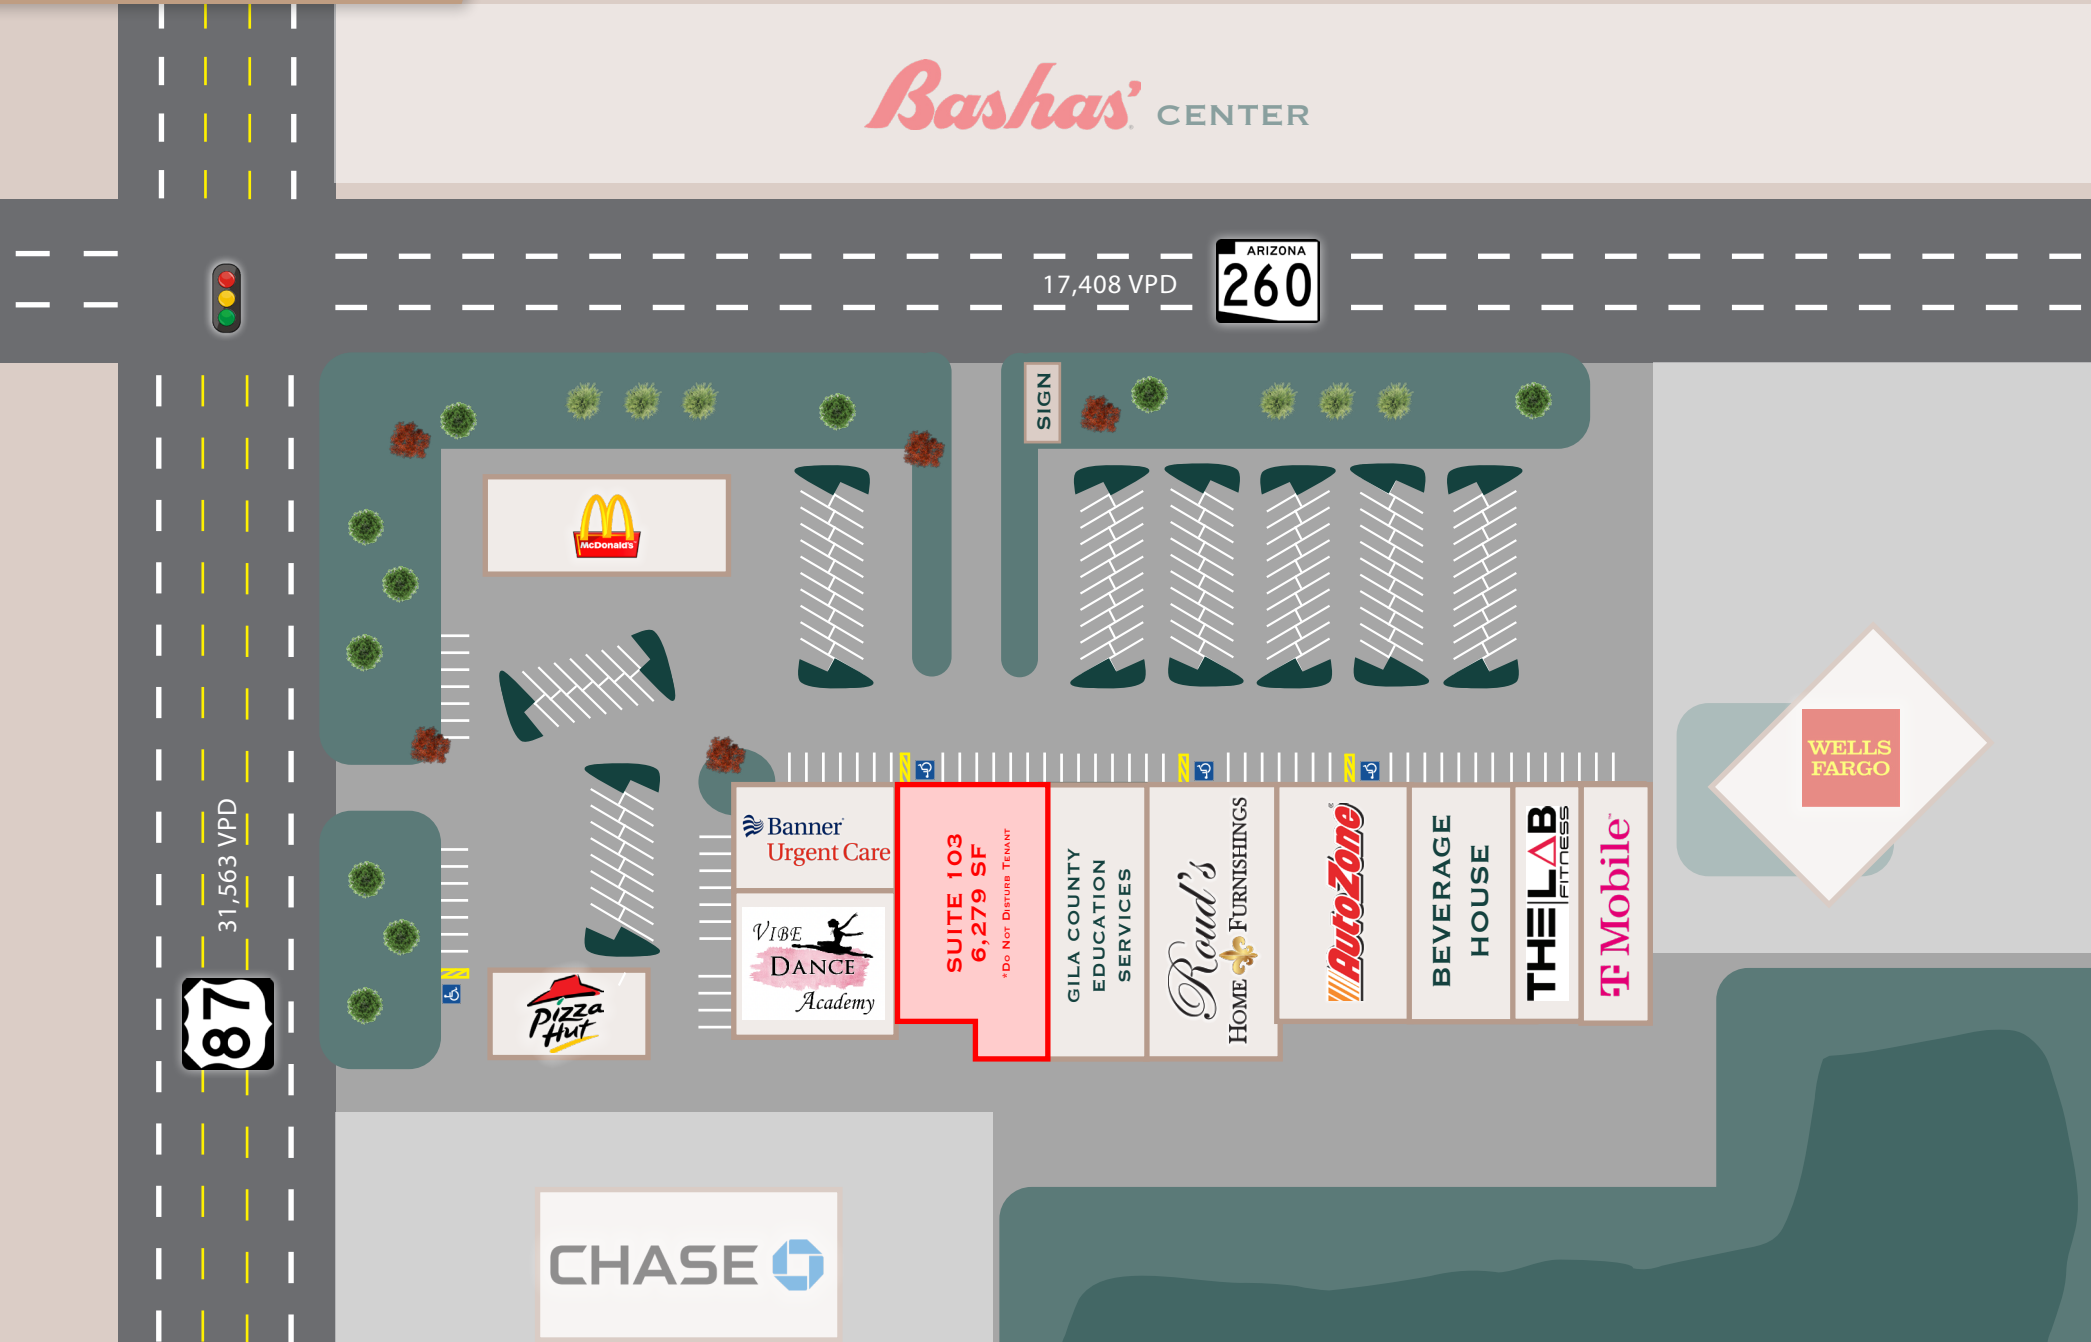 Bashas' CENTER
ARIZONA
260
17,408 VPD
SIGN
McDonald's
WELLS
FARGO
31,563 VPD
87
Banner
Urgent Care
VIBE
DANCE
Academy
SUITE 103
6,279 SF
*DO NOT DISTURB TENANT
GILA COUNTY
EDUCATION
SERVICES
Roud's
HOME FURNISHINGS
AutoZone
BEVERAGE
HOUSE
THE LAB
FITNESS
T Mobile
Pizza
Hut
CHASE